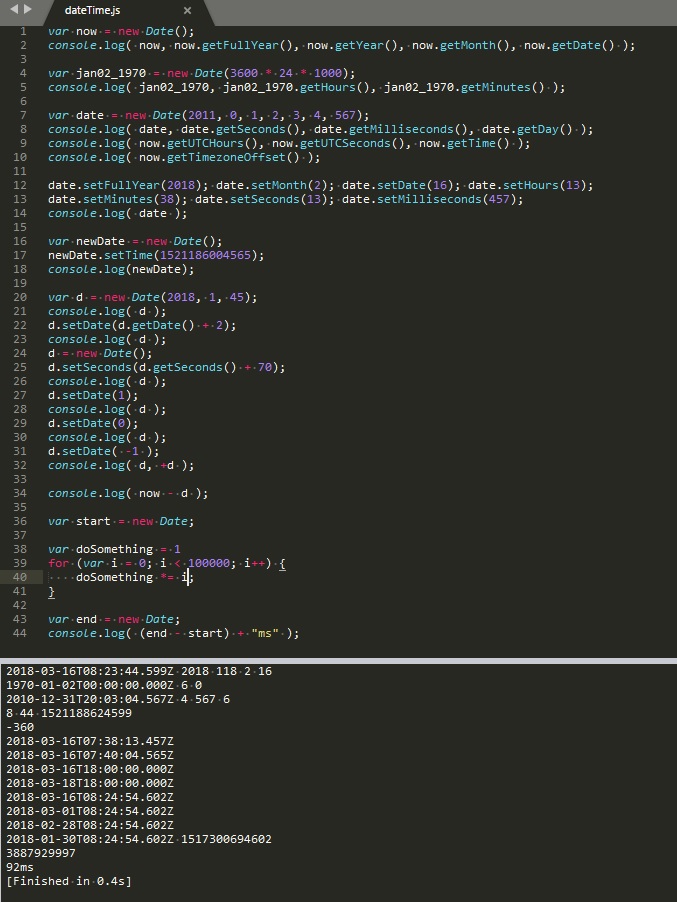 dateTime.js ×
1 var now = new Date();
2 console.log( now, now.getFullYear(), now.getYear(), now.getMonth(), now.getDate() );
3
4 var jan02_1970 = new Date(3600 * 24 * 1000);
5 console.log( jan02_1970, jan02_1970.getHours(), jan02_1970.getMinutes() );
6
7 var date = new Date(2011, 0, 1, 2, 3, 4, 567);
8 console.log( date, date.getSeconds(), date.getMilliseconds(), date.getDay() );
9 console.log( now.getUTCHours(), now.getUTCSeconds(), now.getTime() );
10 console.log( now.getTimezoneOffset() );
11
12 date.setFullYear(2018); date.setMonth(2); date.setDate(16); date.setHours(13);
13 date.setMinutes(38); date.setSeconds(13); date.setMilliseconds(457);
14 console.log( date );
15
16 var newDate = new Date();
17 newDate.setTime(1521186004565);
18 console.log(newDate);
19
20 var d = new Date(2018, 1, 45);
21 console.log( d );
22 d.setDate(d.getDate() + 2);
23 console.log( d );
24 d = new Date();
25 d.setSeconds(d.getSeconds() + 70);
26 console.log( d );
27 d.setDate(1);
28 console.log( d );
29 d.setDate(0);
30 console.log( d );
31 d.setDate( -1 );
32 console.log( d, +d );
33
34 console.log( now - d );
35
36 var start = new Date;
37
38 var doSomething = 1
39 for (var i = 0; i < 100000; i++) {
40     doSomething *= i;
41 }
42
43 var end = new Date;
44 console.log( (end - start) + "ms" );
2018-03-16T08:23:44.599Z 2018 118 2 16
1970-01-02T00:00:00.000Z 6 0
2010-12-31T20:03:04.567Z 4 567 6
8 44 1521188624599
-360
2018-03-16T07:38:13.457Z
2018-03-16T07:40:04.565Z
2018-03-16T18:00:00.000Z
2018-03-18T18:00:00.000Z
2018-03-16T08:24:54.602Z
2018-03-01T08:24:54.602Z
2018-02-28T08:24:54.602Z
2018-01-30T08:24:54.602Z 1517300694602
3887929997
92ms
[Finished in 0.4s]